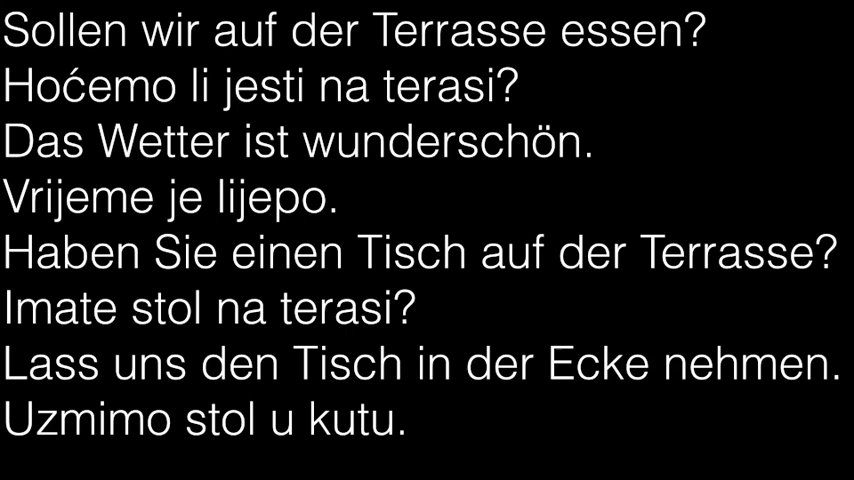 Sollen wir auf der Terrasse essen?
Hoćemo li jesti na terasi?
Das Wetter ist wunderschön.
Vrijeme je lijepo.
Haben Sie einen Tisch auf der Terrasse?
Imate stol na terasi?
Lass uns den Tisch in der Ecke nehmen.
Uzmimo stol u kutu.